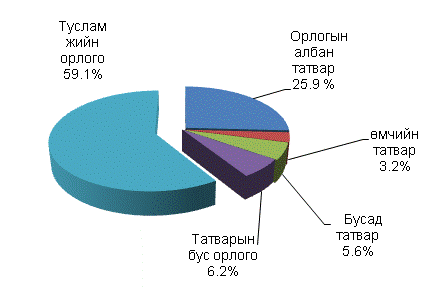 Туслам
жийн
орлого
59.1%
Орлогын
албан
татвар
25.9 %
өмчийн
татвар
3.2%
Бусад
татвар
5.6%
Татварын
бус орлого
6.2%